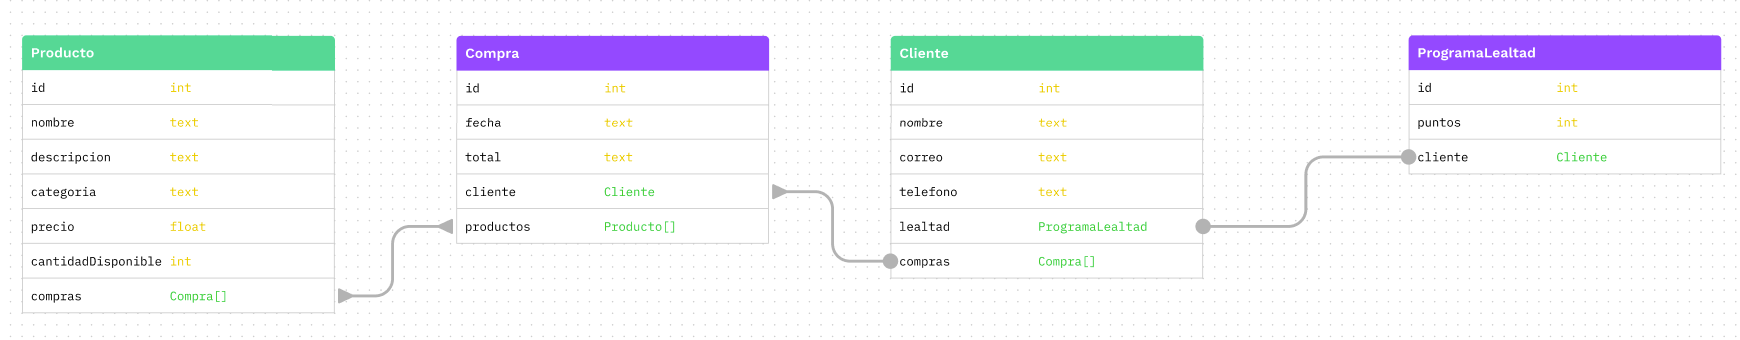 Producto
id int
nombre text
descripcion text
categoria text
precio float
cantidadDisponible int
compras Compra[]
Compra
id int
fecha text
total text
cliente Cliente
productos Producto[]
Cliente
id int
nombre text
correo text
telefono text
lealtad ProgramaLealtad
compras Compra[]
ProgramaLealtad
id int
puntos int
cliente Cliente